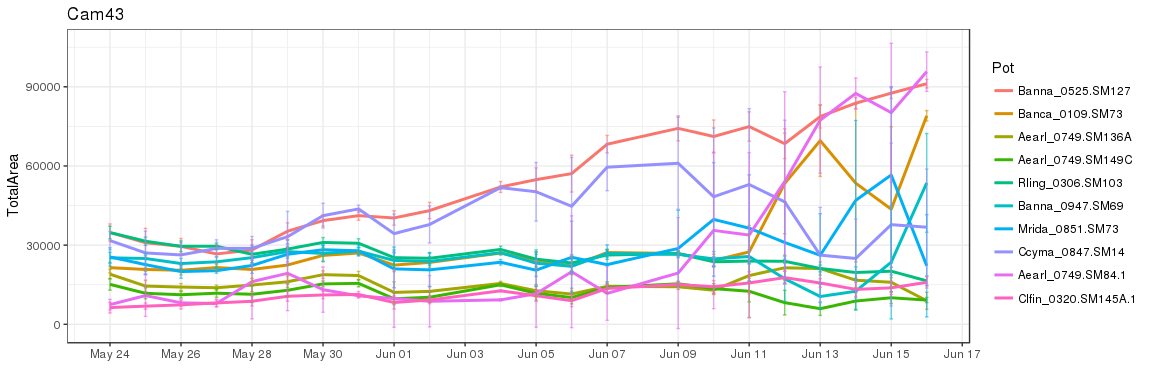 Cam43
TotalArea
90000
60000
30000
0
May 24
May 26
May 28
May 30
Jun 01
Jun 03
Jun 05
Jun 07
Jun 09
Jun 11
Jun 13
Jun 15
Jun 17
Pot
Banna_0525.SM127
Banca_0109.SM73
Aearl_0749.SM136A
Aearl_0749.SM149C
Rling_0306.SM103
Banna_0947.SM69
Mrida_0851.SM73
Ccyma_0847.SM14
Aearl_0749.SM84.1
Clfin_0320.SM145A.1